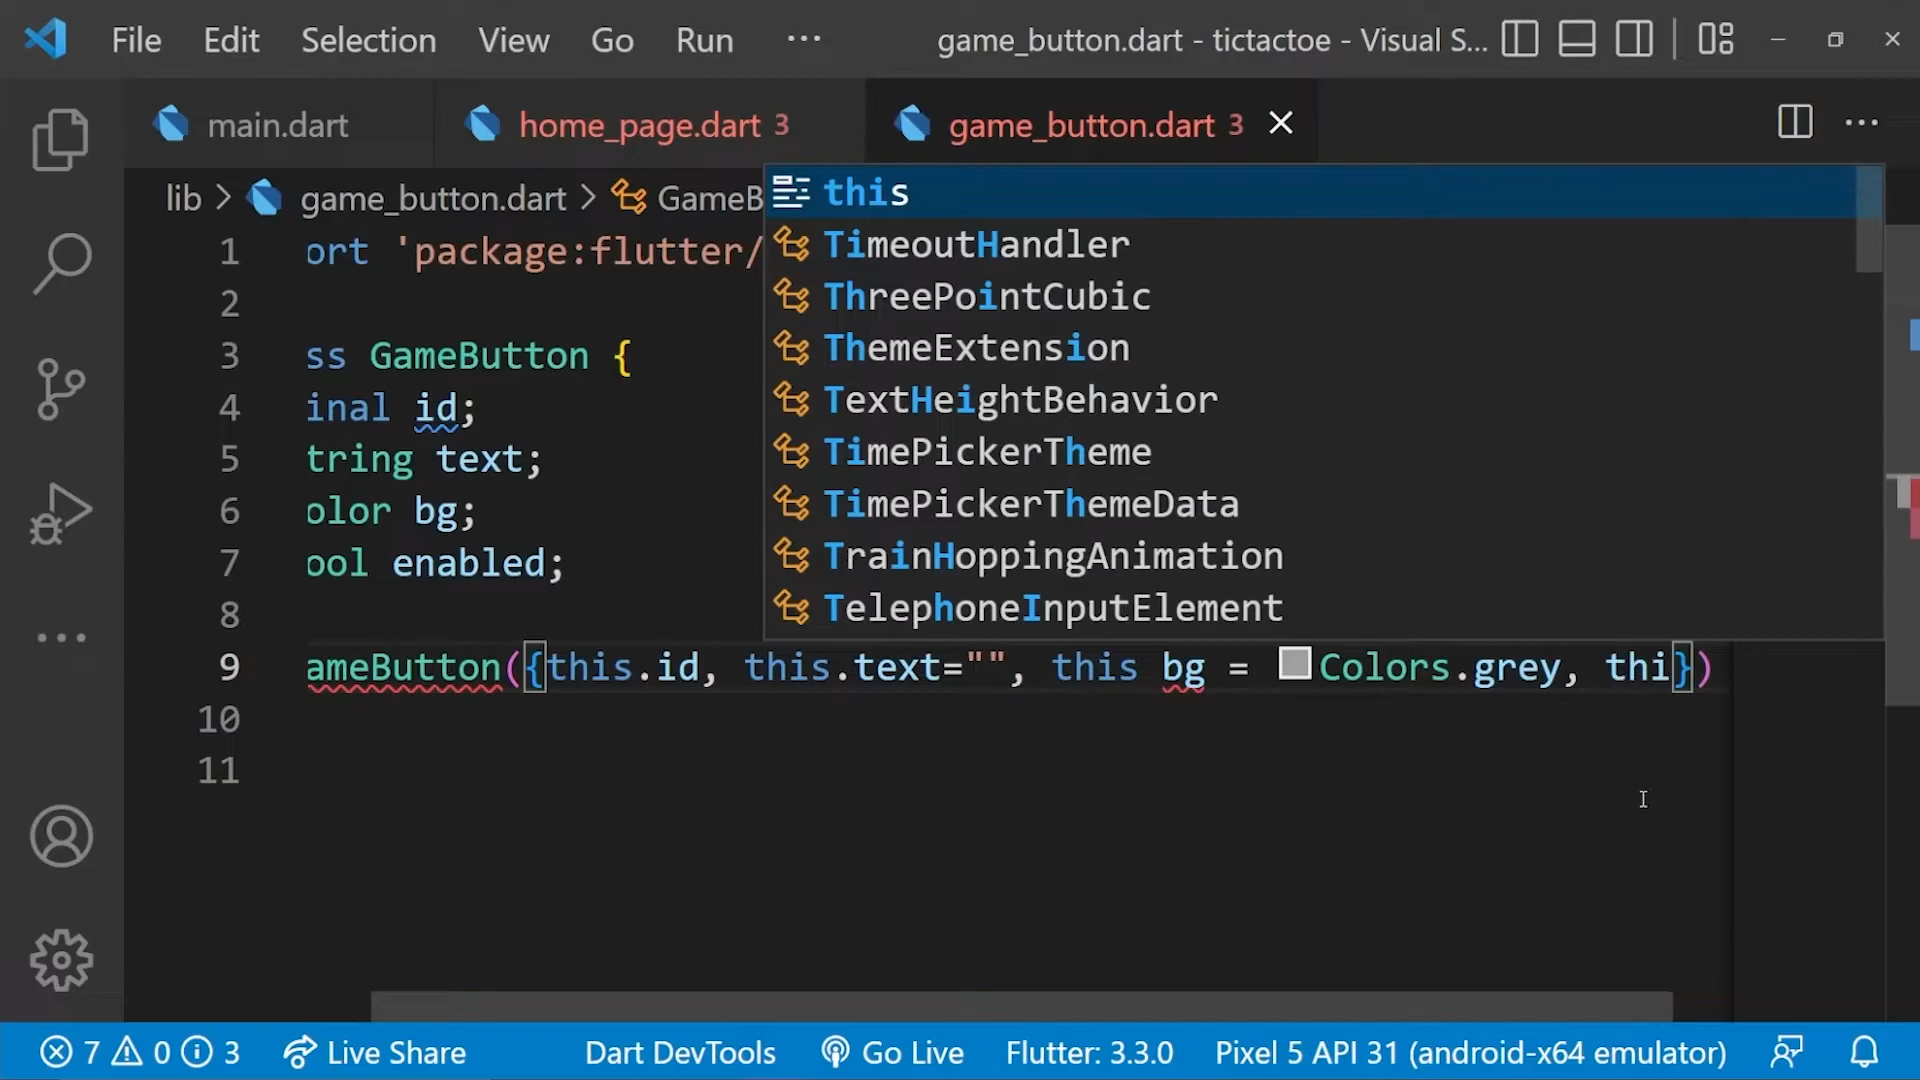 File Edit Selection View Go Run ··· game_button.dart - tictactoe - Visual S...
main.dart home_page.dart 3 game_button.dart 3
lib > game_button.dart > GameB
1 ort 'package:flutter/
2
3 ss GameButton {
4 inal id;
5 tring text;
6 olor bg;
7 ool enabled;
8
9 ameButton({this.id, this.text="", this bg = Colors.grey, thi})
10
11
this
TimeoutHandler
ThreePointCubic
ThemeExtension
TextHeightBehavior
TimePickerTheme
TimePickerThemeData
TrainHoppingAnimation
TelephoneInputElement
7 0 3 Live Share Dart DevTools Go Live Flutter: 3.3.0 Pixel 5 API 31 (android-x64 emulator)